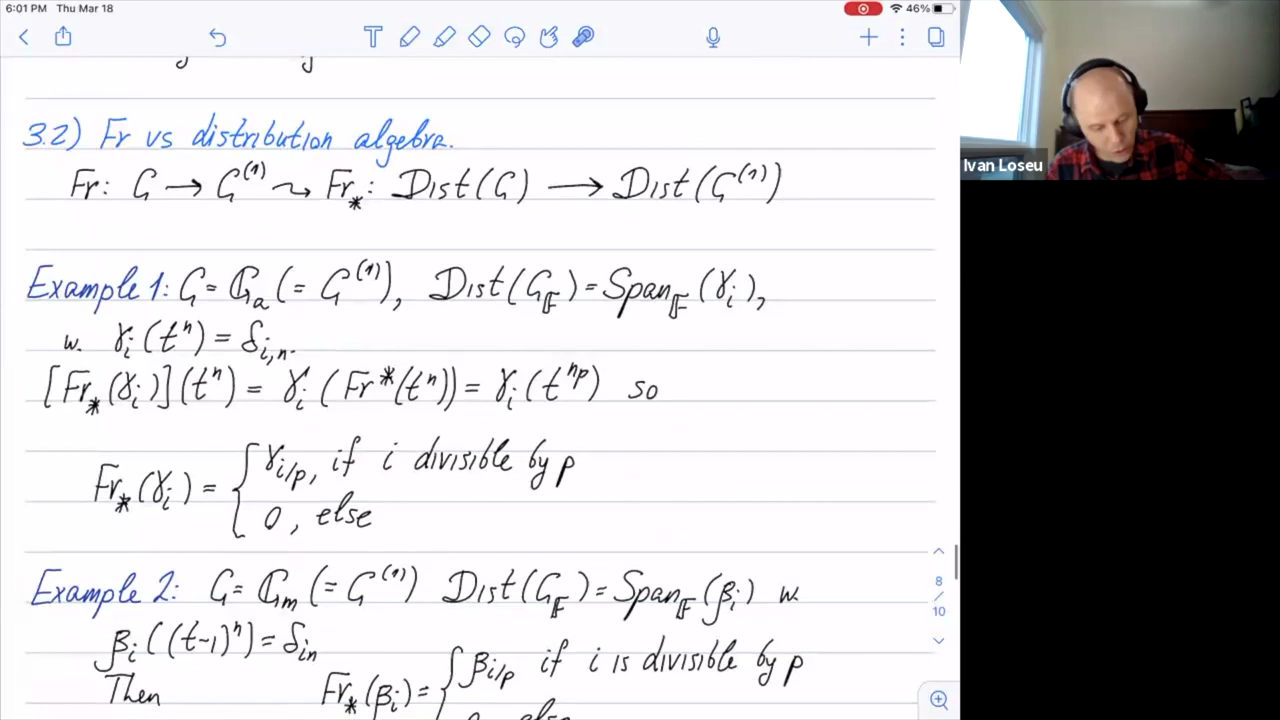 6:01 PM Thu Mar 18
46%
3.2) Fr vs distribution algebra.
Fr: G → G^(1) ⇝ Fr_*: Dist(G) → Dist(G^(1))
Example 1: G = 𝔾_a (= G^(1)), Dist(G_𝔽) = Span_𝔽(γ_i),
w. γ_i(t^n) = δ_{i,n}.
[Fr_*(γ_i)](t^n) = γ_i(Fr^*(t^n)) = γ_i(t^{np}) so
Fr_*(γ_i) = { γ_{i/p}, if i divisible by p
0, else
Example 2: G = 𝔾_m (= G^(1)) Dist(G_𝔽) = Span_𝔽(β_i) w.
β_i((t-1)^n) = δ_{in}
Then Fr_*(β_i) = { β_{i/p} if i is divisible by p
0, else
8
/
10
Ivan Loseu